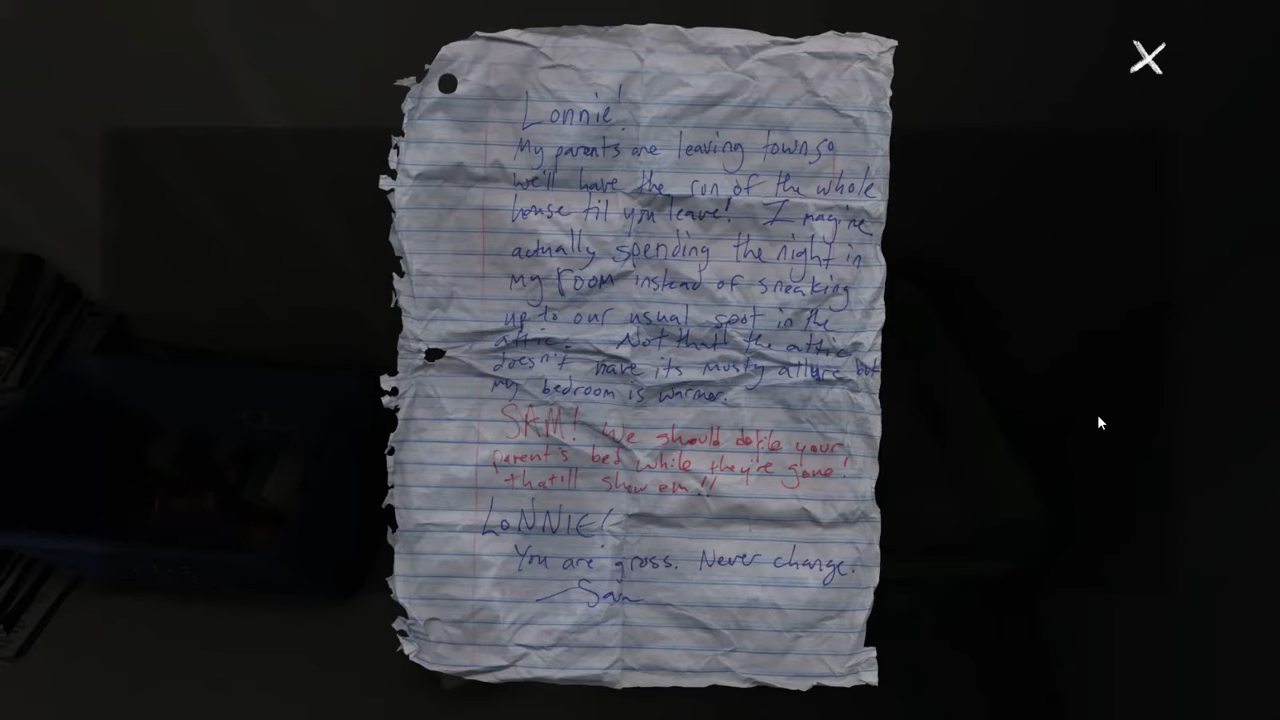 Lonnie!
My parents are leaving town so
we'll have the run of the whole
house til you leave! Imagine
actually spending the night in
my room instead of sneaking
up to our usual spot in the
attic. Not that the attic
doesn't have its musty allure but
my bedroom is warmer.
SAM! We should defile your
parent's bed while they're gone!
that'll show em!!
LONNIE!
You are gross. Never change.
—Sam